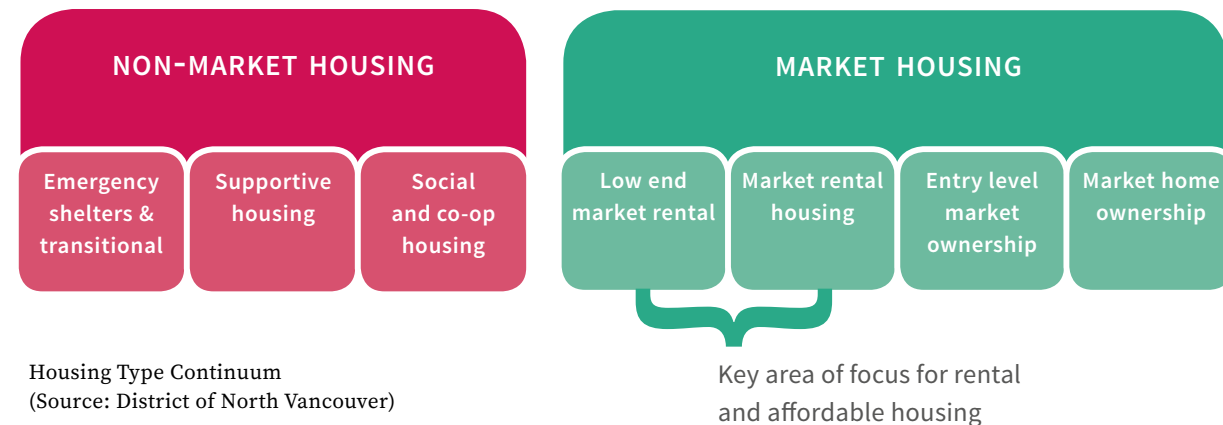 NON-MARKET HOUSING
Emergency
shelters &
transitional
Supportive
housing
Social
and co-op
housing
MARKET HOUSING
Low end
market rental
Market rental
housing
Entry level
market
ownership
Market home
ownership
Key area of focus for rental
and affordable housing
Housing Type Continuum
(Source: District of North Vancouver)